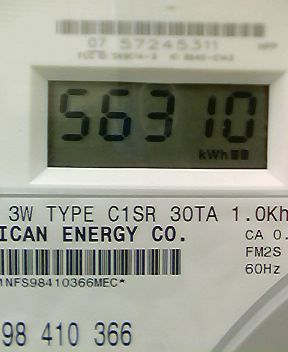 07 57245311
56310
kWh
3W TYPE C1SR 30TA 1.0Kh
ICAN ENERGY CO.
CA 0.
FM2S
60Hz
1NFS98410366MEC*
98 410 366